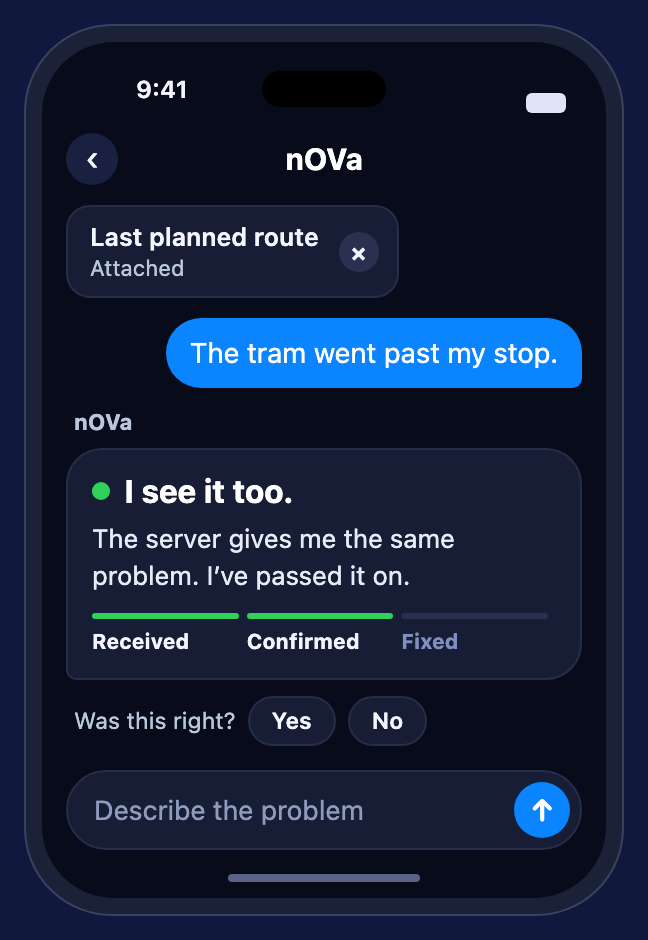 9:41
‹
nOVa
Last planned route
Attached
×
The tram went past my stop.
nOVa
I see it too.
The server gives me the same
problem. I’ve passed it on.
Received Confirmed Fixed
Was this right? Yes No
Describe the problem